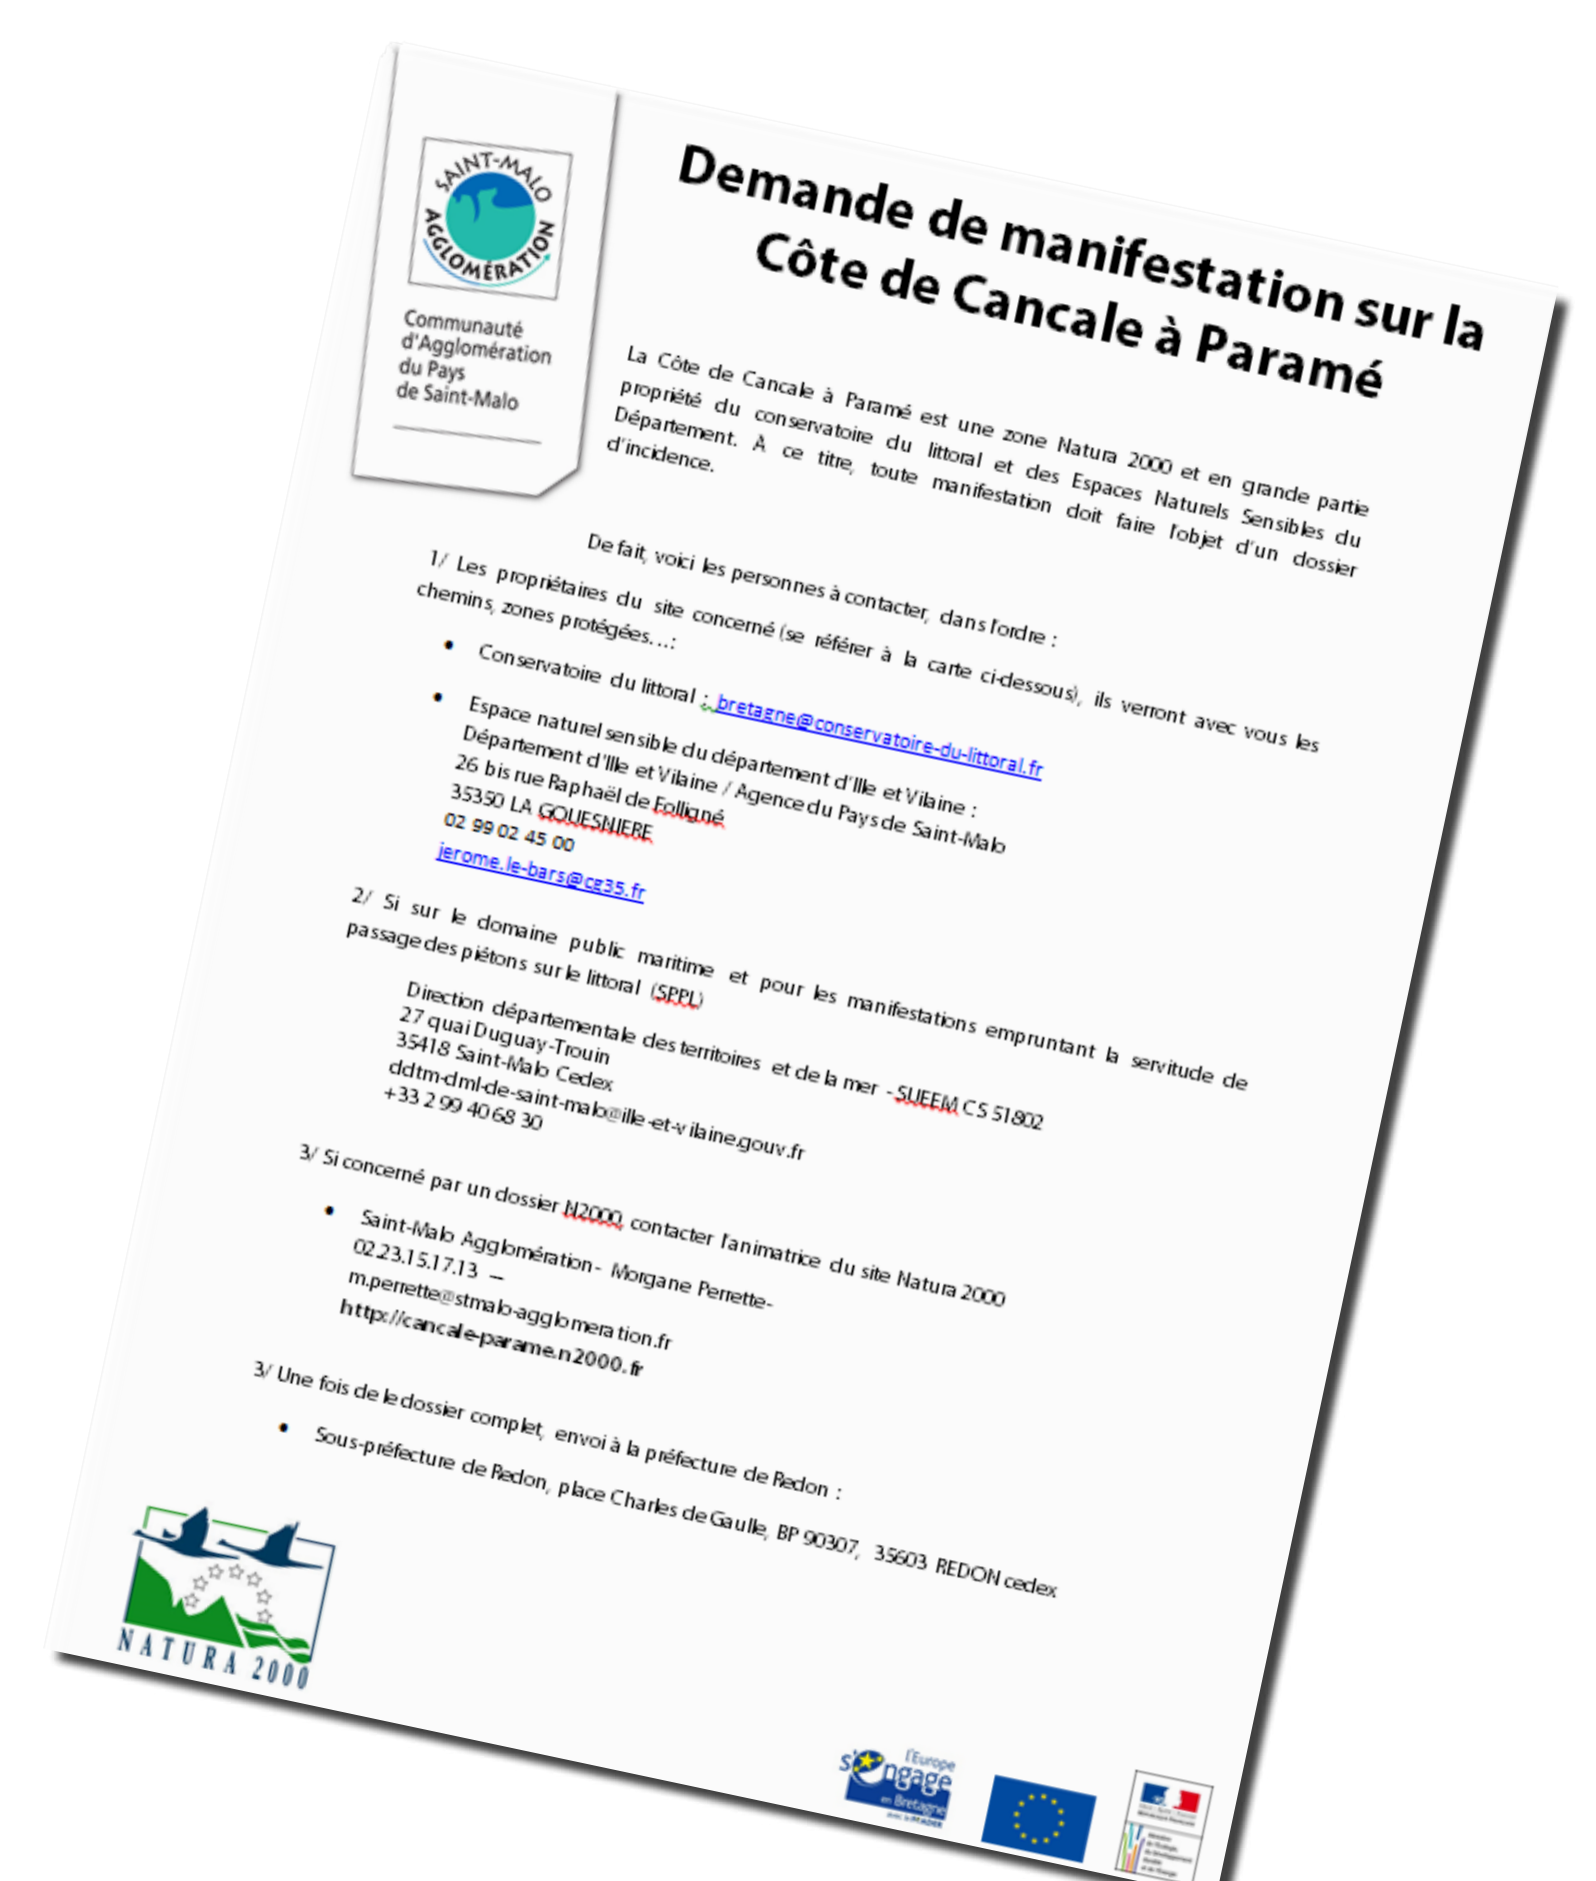 SAINT-MALO
AGGLOMÉRATION
Communauté
d'Agglomération
du Pays
de Saint-Malo
Demande de manifestation sur la
Côte de Cancale à Paramé
La Côte de Cancale à Paramé est une zone Natura 2000 et en grande partie
propriété du conservatoire du littoral et des Espaces Naturels Sensibles du
Département. A ce titre, toute manifestation doit faire l'objet d'un dossier
d'incidence.
De fait, voici les personnes à contacter, dans l'ordre :
1/ Les propriétaires du site concerné (se référer à la carte ci-dessous), ils verront avec vous les
chemins, zones protégées…:
• Conservatoire du littoral : bretagne@conservatoire-du-littoral.fr
• Espace naturel sensible du département d'Ille et Vilaine :
Département d'Ille et Vilaine / Agence du Pays de Saint-Malo
26 bis rue Raphaël de Folligné
35350 LA GOUESNIERE
02 99 02 45 00
jerome.le-bars@cg35.fr
2/ Si sur le domaine public maritime et pour les manifestations empruntant la servitude de
passage des piétons sur le littoral (SPPL)
Direction départementale des territoires et de la mer - SUEEM CS 51802
27 quai Duguay-Trouin
35418 Saint-Malo Cedex
ddtm-dml-de-saint-malo@ille-et-vilaine.gouv.fr
+33 2 99 40 68 30
3/ Si concerné par un dossier N2000, contacter l'animatrice du site Natura 2000
• Saint-Malo Agglomération - Morgane Perrette-
02.23.15.17.13 –
m.perrette@stmalo-agglomeration.fr
http://cancale-parame.n2000.fr
3/ Une fois de le dossier complet, envoi à la préfecture de Redon :
• Sous-préfecture de Redon, place Charles de Gaulle, BP 90307, 35603 REDON cedex
NATURA 2000
l'Europe
s'engage
en Bretagne
avec le FEADER